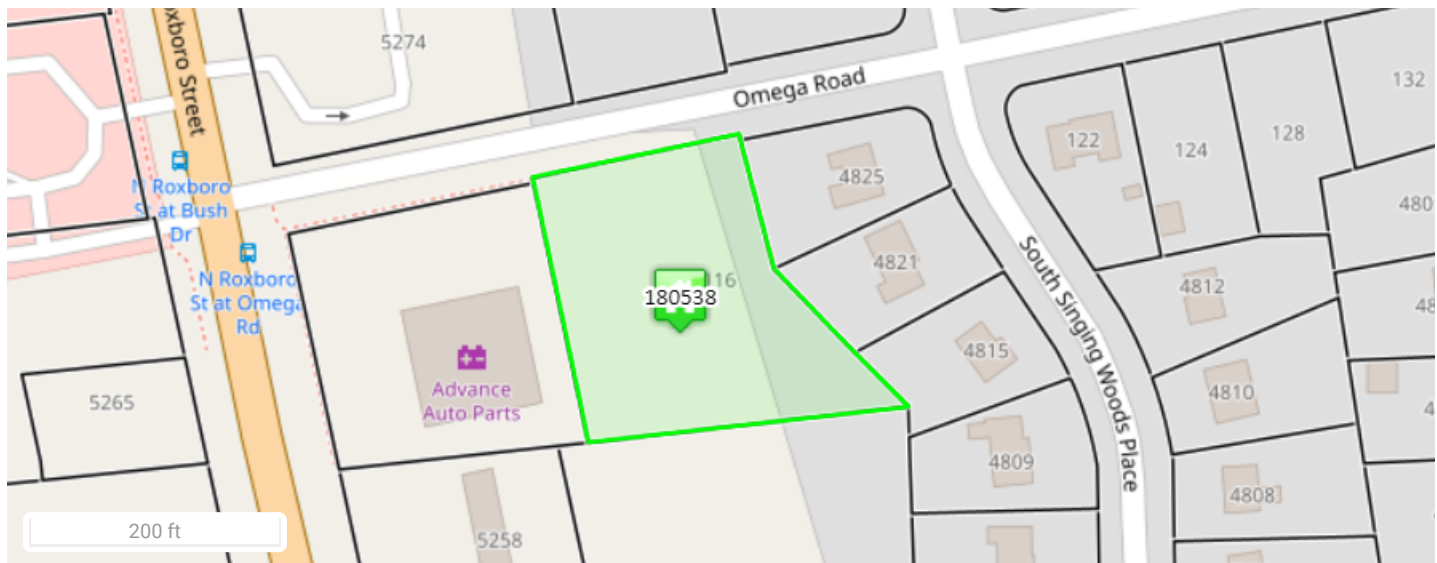 oxboro Street
5274
Omega Road
132
122
124
128
N Roxboro
St at Bush
Dr
4825
480
4821
N Roxboro
St at Omega
Rd
16
180538
South Singing Woods Place
4812
48
4815
Advance
Auto Parts
5265
4810
4
4809
4808
200 ft
5258